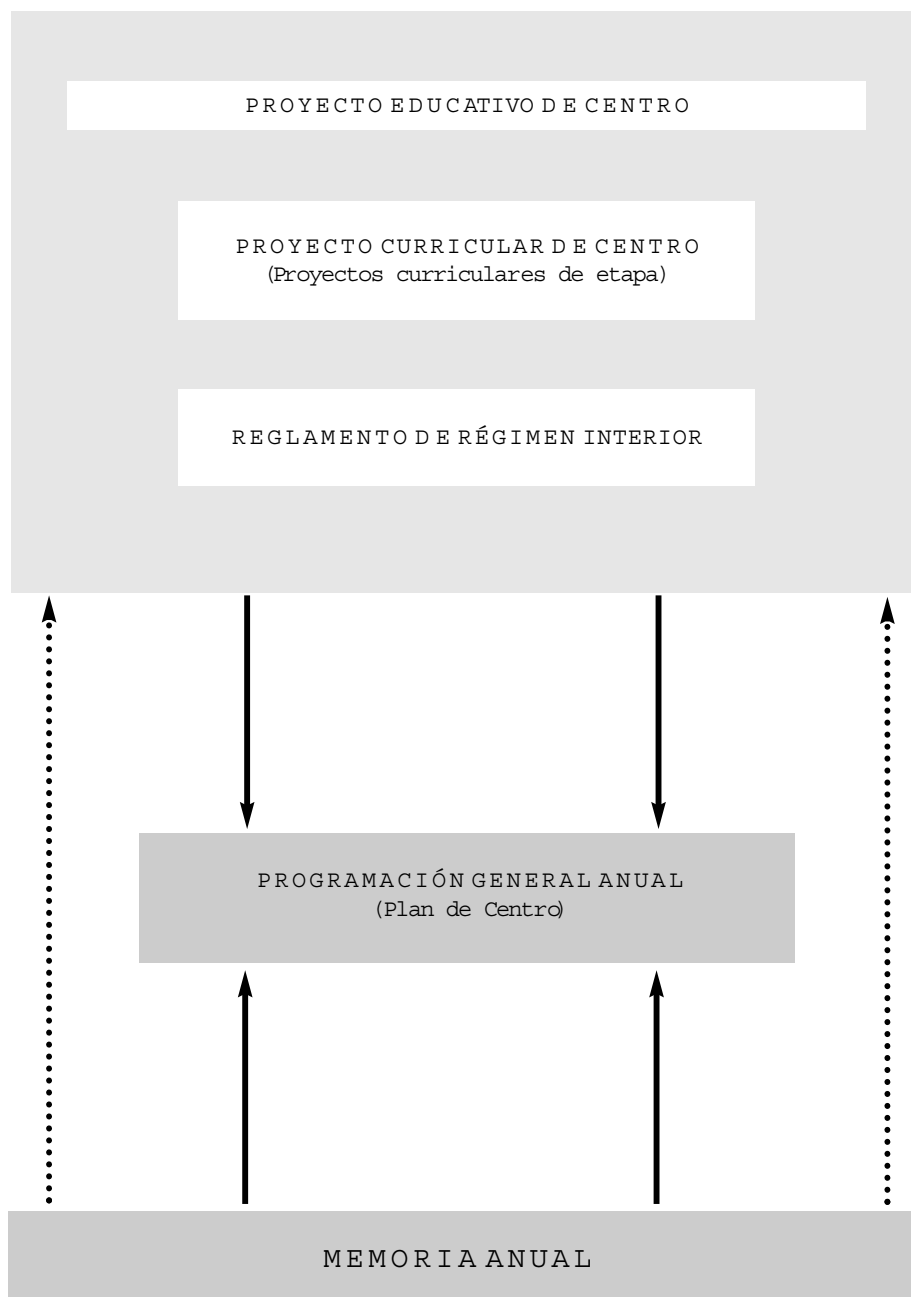 PROYECTO EDUCATIVO DE CENTRO
PROYECTO CURRICULAR DE CENTRO
(Proyectos curriculares de etapa)
REGLAMENTO DE RÉGIMEN INTERIOR
PROGRAMACIÓN GENERAL ANUAL
(Plan de Centro)
MEMORIA ANUAL